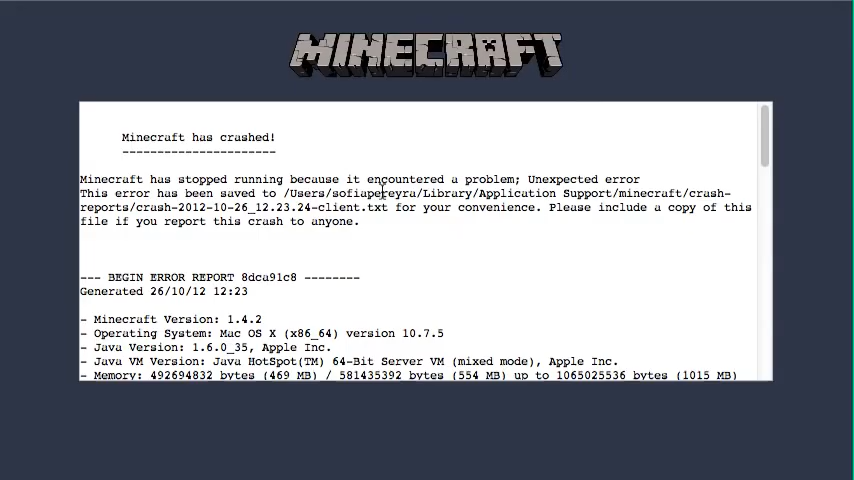 MINECRAFT
Minecraft has crashed!
----------------------
Minecraft has stopped running because it encountered a problem; Unexpected error
This error has been saved to /Users/sofiapereyra/Library/Application Support/minecraft/crash-
reports/crash-2012-10-26_12.23.24-client.txt for your convenience. Please include a copy of this
file if you report this crash to anyone.
--- BEGIN ERROR REPORT 8dca91c8 --------
Generated 26/10/12 12:23
- Minecraft Version: 1.4.2
- Operating System: Mac OS X (x86_64) version 10.7.5
- Java Version: 1.6.0_35, Apple Inc.
- Java VM Version: Java HotSpot(TM) 64-Bit Server VM (mixed mode), Apple Inc.
- Memory: 492694832 bytes (469 MB) / 581435392 bytes (554 MB) up to 1065025536 bytes (1015 MB)